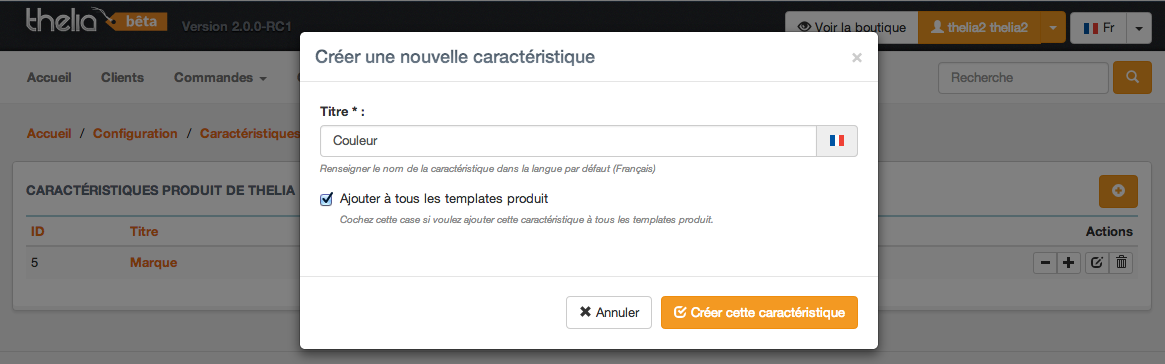 thelia bêta Version 2.0.0-RC1 Voir la boutique thelia2 thelia2 Fr
Créer une nouvelle caractéristique ×
Accueil Clients Commandes Recherche
Titre * :
Couleur
Accueil / Configuration / Caractéristiques
Renseigner le nom de la caractéristique dans la langue par défaut (Français)
CARACTÉRISTIQUES PRODUIT DE THELIA
Ajouter à tous les templates produit
Cochez cette case si voulez ajouter cette caractéristique à tous les templates produit.
ID Titre Actions
5 Marque
Annuler Créer cette caractéristique